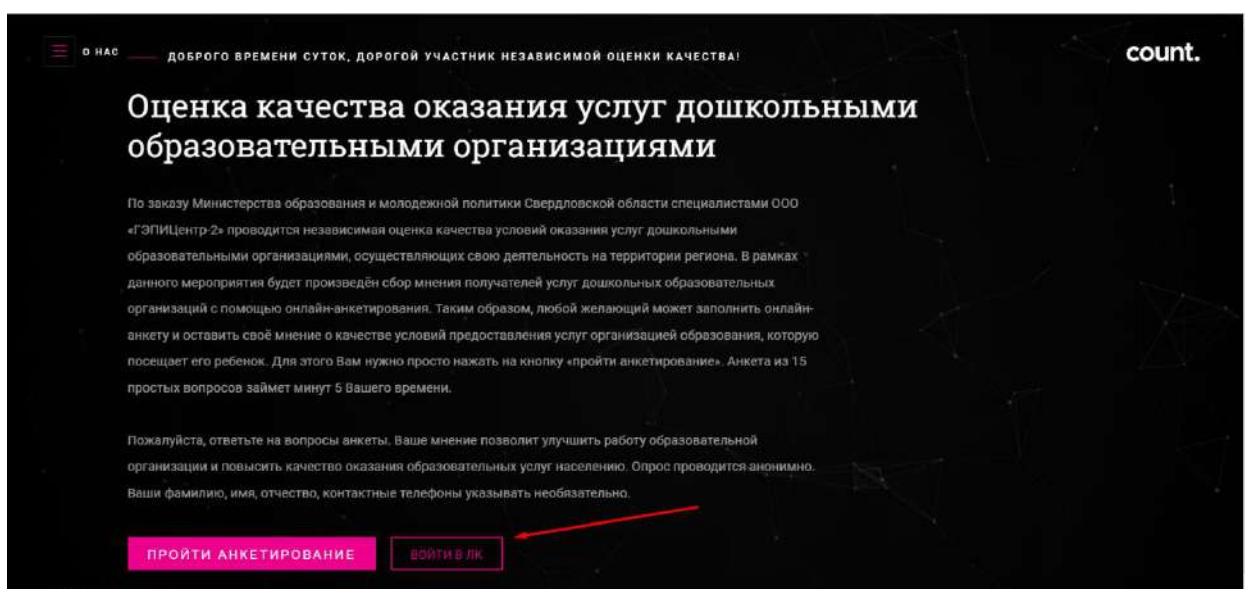 О НАС
ДОБРОГО ВРЕМЕНИ СУТОК, ДОРОГОЙ УЧАСТНИК НЕЗАВИСИМОЙ ОЦЕНКИ КАЧЕСТВА!
count.
Оценка качества оказания услуг дошкольными
образовательными организациями
По заказу Министерства образования и молодежной политики Свердловской области специалистами ООО
«ГЭПИЦентр-2» проводится независимая оценка качества условий оказания услуг дошкольными
образовательными организациями, осуществляющих свою деятельность на территории региона. В рамках
данного мероприятия будет произведён сбор мнения получателей услуг дошкольных образовательных
организаций с помощью онлайн-анкетирования. Таким образом, любой желающий может заполнить онлайн-
анкету и оставить своё мнение о качестве условий предоставления услуг организацией образования, которую
посещает его ребенок. Для этого Вам нужно просто нажать на кнопку «пройти анкетирование». Анкета из 15
простых вопросов займет минут 5 Вашего времени.
Пожалуйста, ответьте на вопросы анкеты. Ваше мнение позволит улучшить работу образовательной
организации и повысить качество оказания образовательных услуг населению. Опрос проводится анонимно.
Ваши фамилию, имя, отчество, контактные телефоны указывать необязательно.
ПРОЙТИ АНКЕТИРОВАНИЕ
ВОЙТИ В ЛК